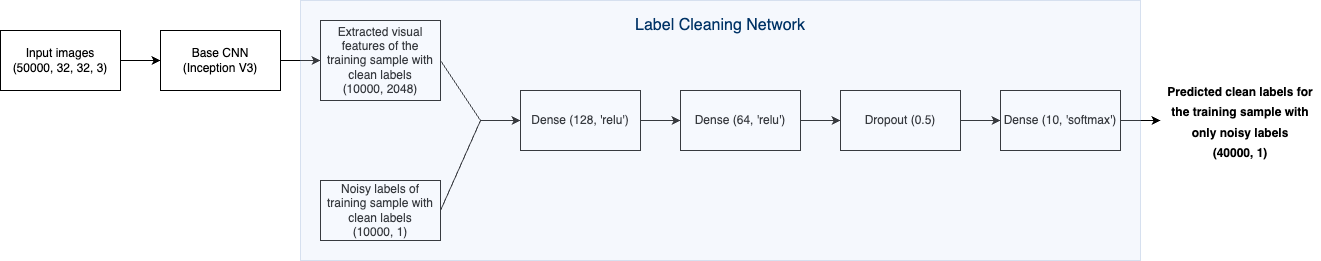 Label Cleaning Network
Input images
(50000, 32, 32, 3)
Base CNN
(Inception V3)
Extracted visual
features of the
training sample with
clean labels
(10000, 2048)
Noisy labels of
training sample with
clean labels
(10000, 1)
Dense (128, 'relu')
Dense (64, 'relu')
Dropout (0.5)
Dense (10, 'softmax')
Predicted clean labels for
the training sample with
only noisy labels
(40000, 1)